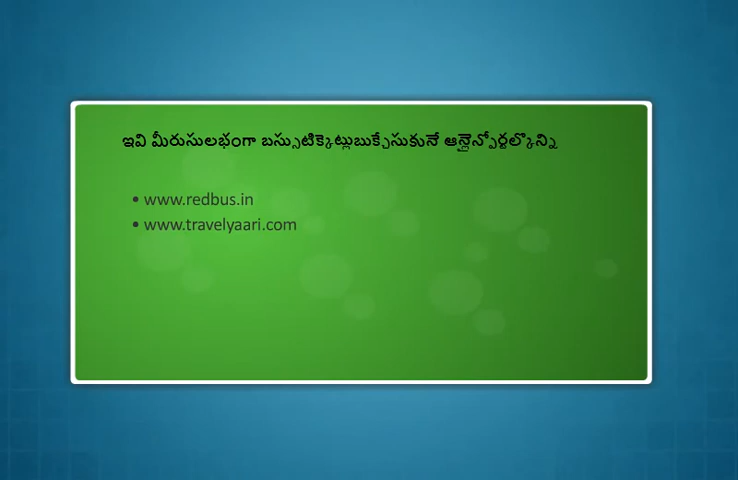 ఇవి మీరుసులభంగా బస్సుటిక్కెట్లుబుక్చేసుకునే ఆన్లైన్పోర్టల్కొన్ని
• www.redbus.in
• www.travelyaari.com